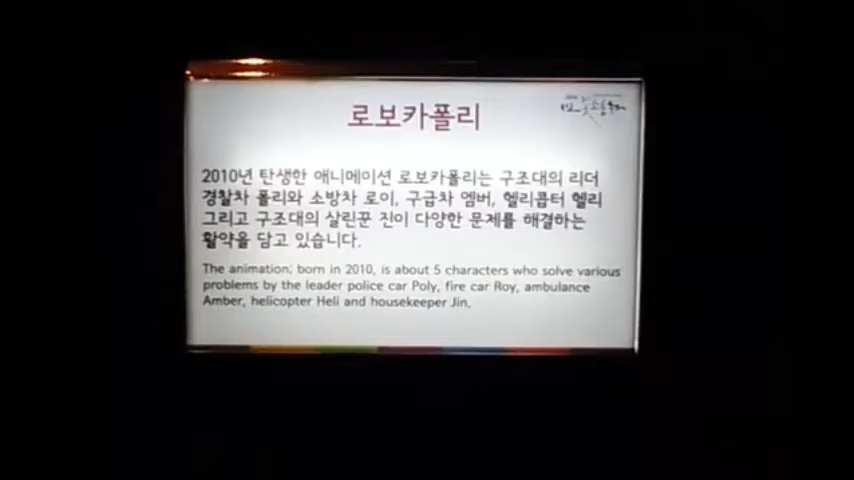 로보카폴리
2010년 탄생한 애니메이션 로보카폴리는 구조대의 리더
경찰차 폴리와 소방차 로이, 구급차 엠버, 헬리콥터 헬리
그리고 구조대의 살린꾼 진이 다양한 문제를 해결하는
활약을 담고 있습니다.
The animation, born in 2010, is about 5 characters who solve various
problems by the leader police car Poly, fire car Roy, ambulance
Amber, helicopter Heli and housekeeper Jin.